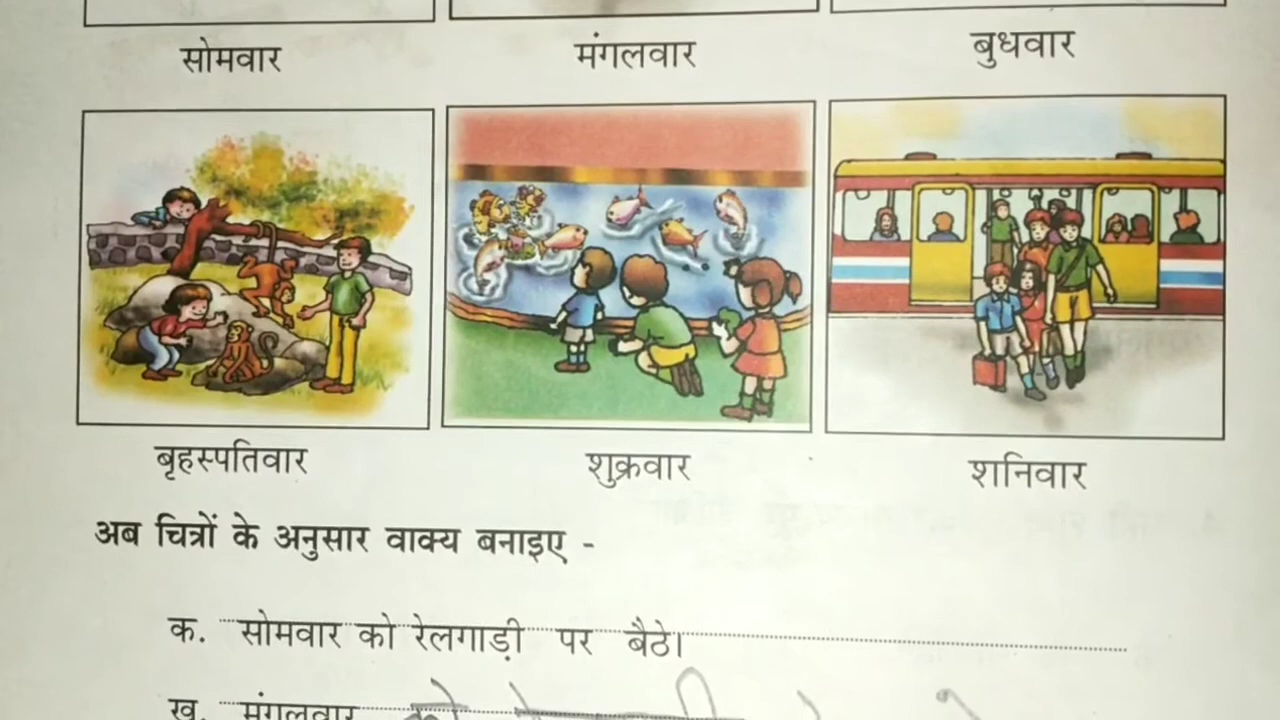 सोमवार मंगलवार बुधवार
बृहस्पतिवार शुक्रवार शनिवार
अब चित्रों के अनुसार वाक्य बनाइए -
क. सोमवार को रेलगाड़ी पर बैठे।
ख. मंगलवार को